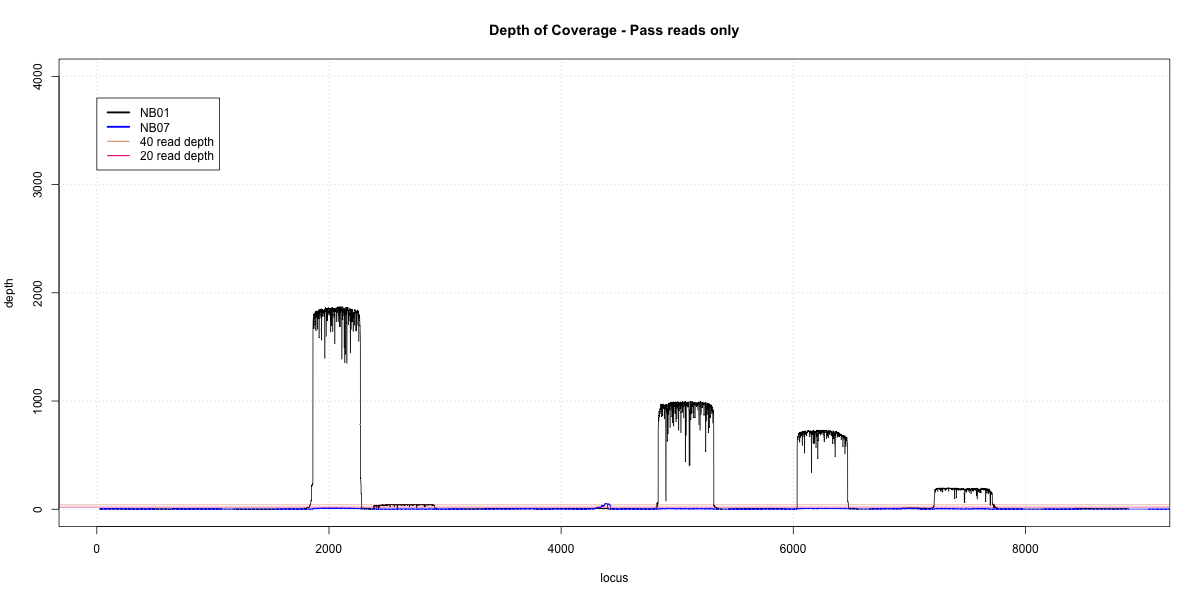 Depth of Coverage - Pass reads only
4000
3000
2000
1000
0
depth
NB01
NB07
40 read depth
20 read depth
0 2000 4000 6000 8000
locus